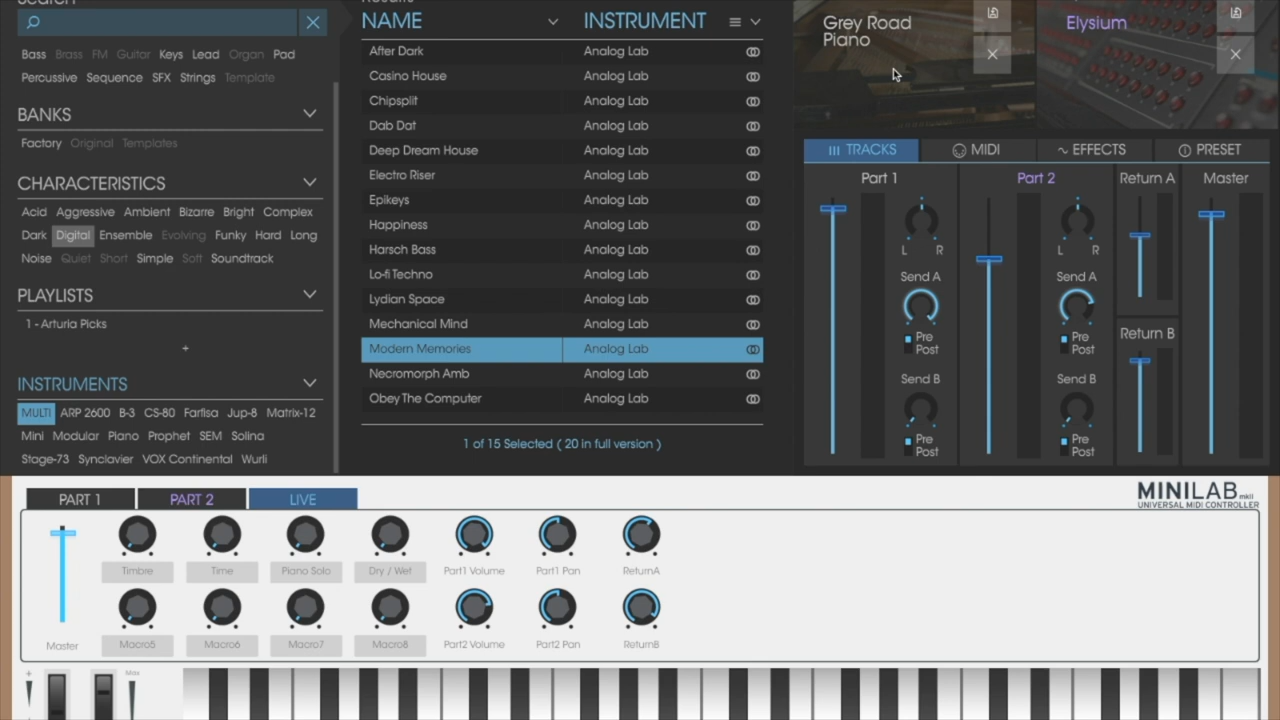 Search
Bass Brass FM Guitar Keys Lead Organ Pad
Percussive Sequence SFX Strings Template
BANKS
Factory Original Templates
CHARACTERISTICS
Acid Aggressive Ambient Bizarre Bright Complex
Dark Digital Ensemble Evolving Funky Hard Long
Noise Quiet Short Simple Soft Soundtrack
PLAYLISTS
1 - Arturia Picks
+
INSTRUMENTS
MULTI ARP 2600 B-3 CS-80 Farfisa Jup-8 Matrix-12
Mini Modular Piano Prophet SEM Solina
Stage-73 Synclavier VOX Continental Wurli
Results
NAME INSTRUMENT
After Dark Analog Lab
Casino House Analog Lab
Chipsplit Analog Lab
Dab Dat Analog Lab
Deep Dream House Analog Lab
Electro Riser Analog Lab
Epikeys Analog Lab
Happiness Analog Lab
Harsch Bass Analog Lab
Lo-fi Techno Analog Lab
Lydian Space Analog Lab
Mechanical Mind Analog Lab
Modern Memories Analog Lab
Necromorph Amb Analog Lab
Obey The Computer Analog Lab
1 of 15 Selected ( 20 in full version )
Grey Road
Piano
Elysium
TRACKS MIDI EFFECTS PRESET
Part 1 Part 2 Return A Master
L R L R
Send A Send A
Pre Pre
Post Post
Return B
Send B Send B
Pre Pre
Post Post
PART 1 PART 2 LIVE
MINILAB mkII
UNIVERSAL MIDI CONTROLLER
Timbre Time Piano Solo Dry / Wet Part1 Volume Part1 Pan ReturnA
Master Macro5 Macro6 Macro7 Macro8 Part2 Volume Part2 Pan ReturnB
+ Max